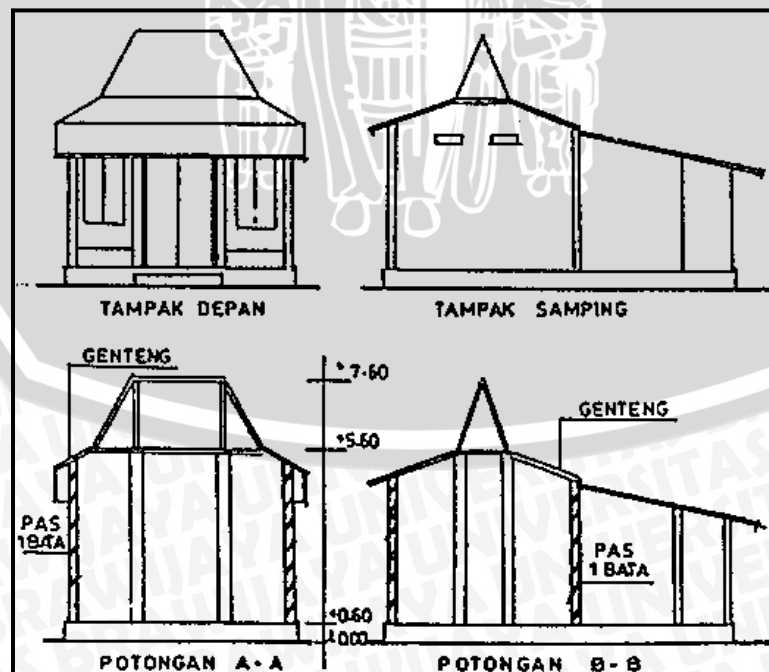 TAMPAK DEPAN
TAMPAK SAMPING
GENTENG
+7.60
GENTENG
+5.60
PAS
1 BATA
PAS
1 BATA
+0.60
±0.00
POTONGAN A-A
POTONGAN B-B